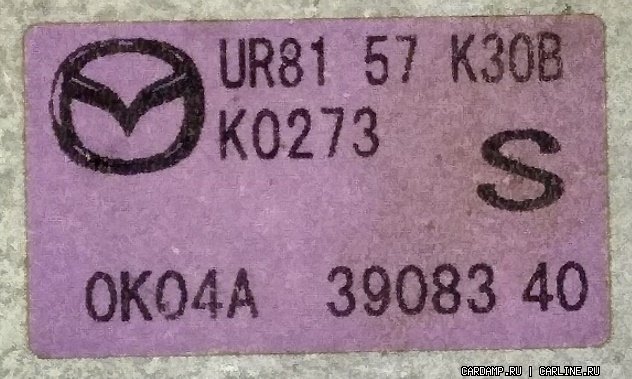 UR81 57 K30B
K0273
S
0K04A 39083 40
CARDAMP.RU | CARLINE.RU